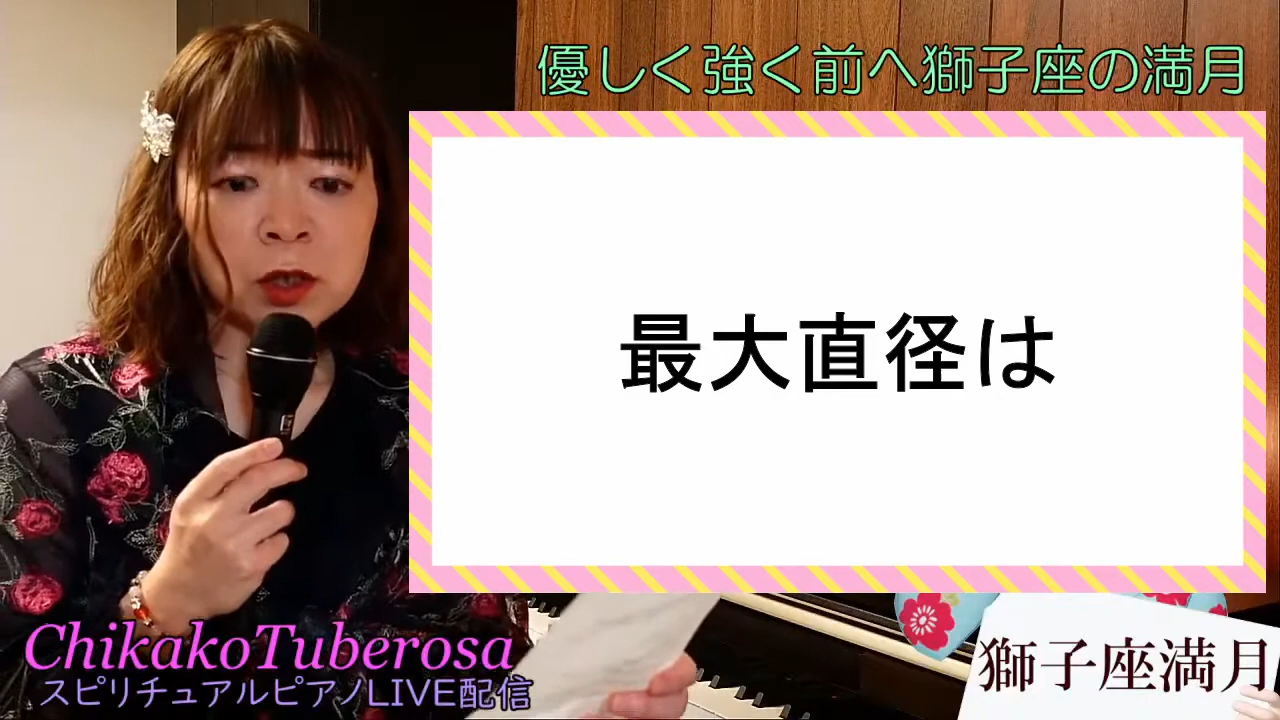 優しく強く前へ獅子座の満月
最大直径は
ChikakoTuberosa
スピリチュアルピアノLIVE配信
獅子座満月